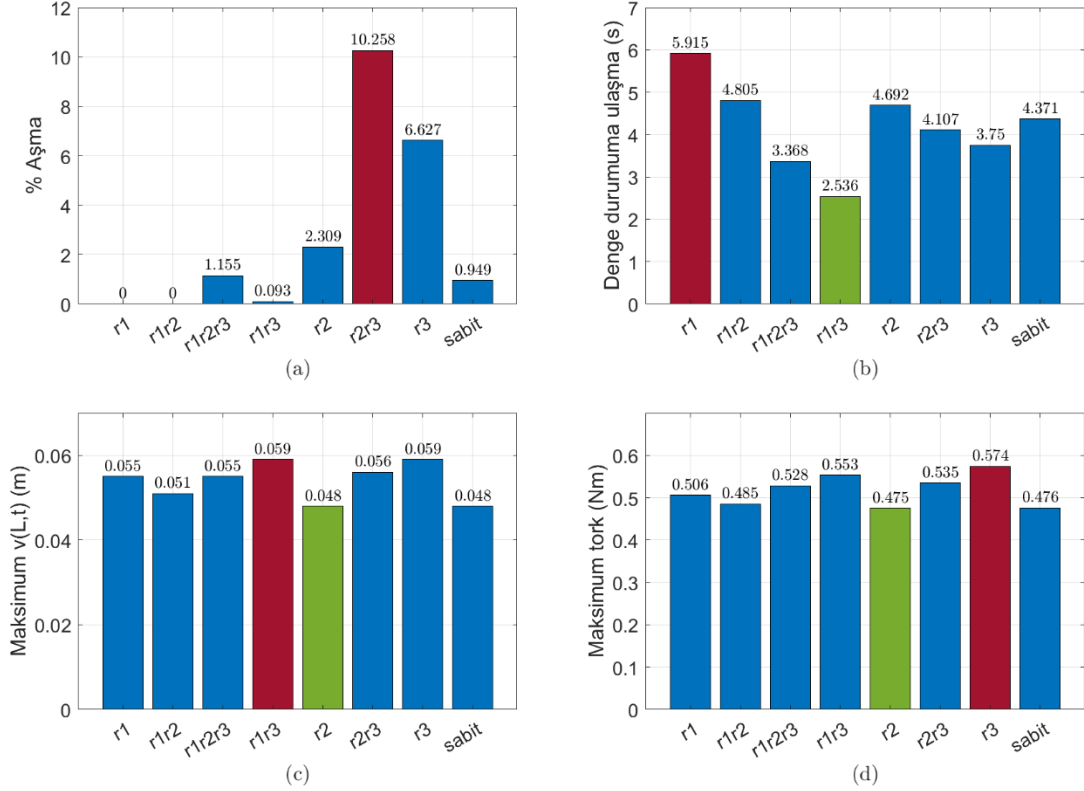 % Aşma
12
10
8
6
4
2
0
0
0
1.155
0.093
2.309
10.258
6.627
0.949
r1
r1r2
r1r2r3
r1r3
r2
r2r3
r3
sabit
(a)
Denge durumuma ulaşma (s)
7
6
5
4
3
2
1
0
5.915
4.805
3.368
2.536
4.692
4.107
3.75
4.371
r1
r1r2
r1r2r3
r1r3
r2
r2r3
r3
sabit
(b)
Maksimum v(L,t) (m)
0.06
0.04
0.02
0
0.055
0.051
0.055
0.059
0.048
0.056
0.059
0.048
r1
r1r2
r1r2r3
r1r3
r2
r2r3
r3
sabit
(c)
Maksimum tork (Nm)
0.6
0.5
0.4
0.3
0.2
0.1
0
0.506
0.485
0.528
0.553
0.475
0.535
0.574
0.476
r1
r1r2
r1r2r3
r1r3
r2
r2r3
r3
sabit
(d)